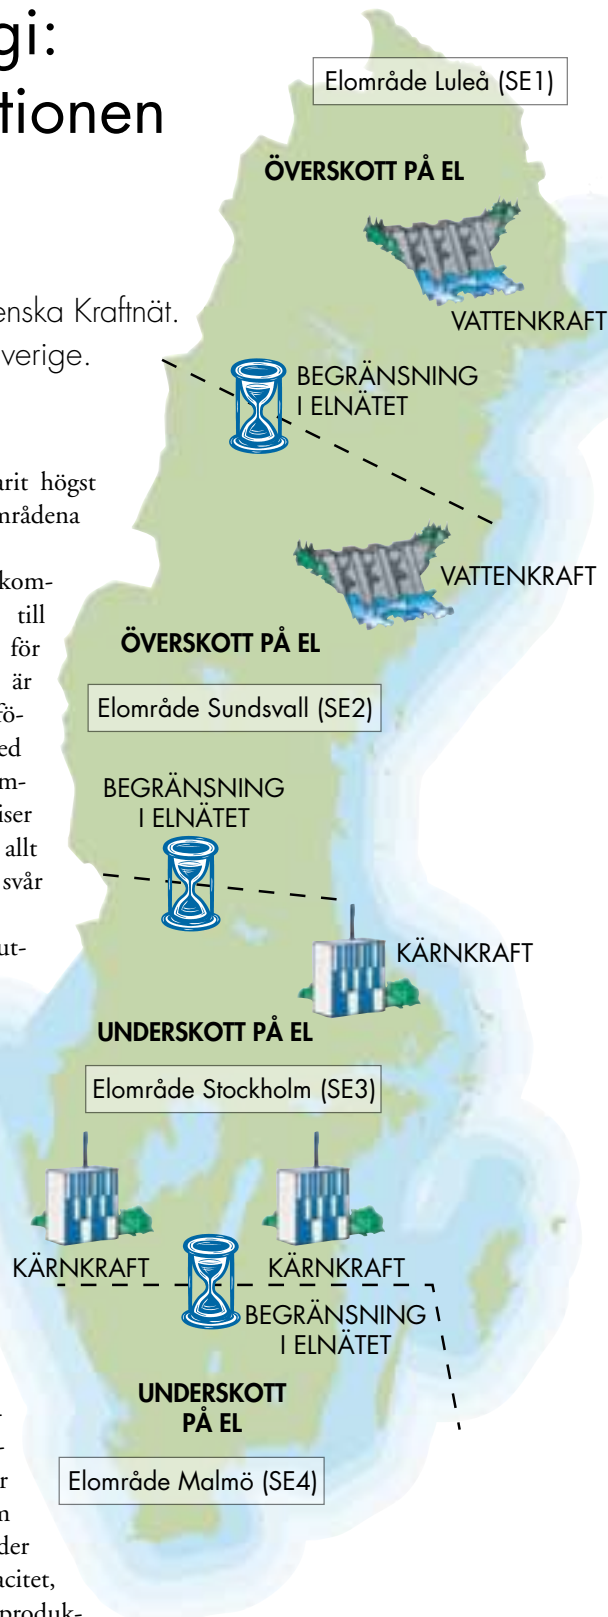 gi:
tionen
enska Kraftnät.
verige.
arit högst
mrådena
kom-
till
för
är
fö-
ed
m-
iser
allt
svår
ut-
r
n
der
acitet,
produk-
Elområde Luleå (SE1)
ÖVERSKOTT PÅ EL
VATTENKRAFT
BEGRÄNSNING
I ELNÄTET
VATTENKRAFT
ÖVERSKOTT PÅ EL
Elområde Sundsvall (SE2)
BEGRÄNSNING
I ELNÄTET
KÄRNKRAFT
UNDERSKOTT PÅ EL
Elområde Stockholm (SE3)
KÄRNKRAFT
KÄRNKRAFT
BEGRÄNSNING
I ELNÄTET
UNDERSKOTT
PÅ EL
Elområde Malmö (SE4)